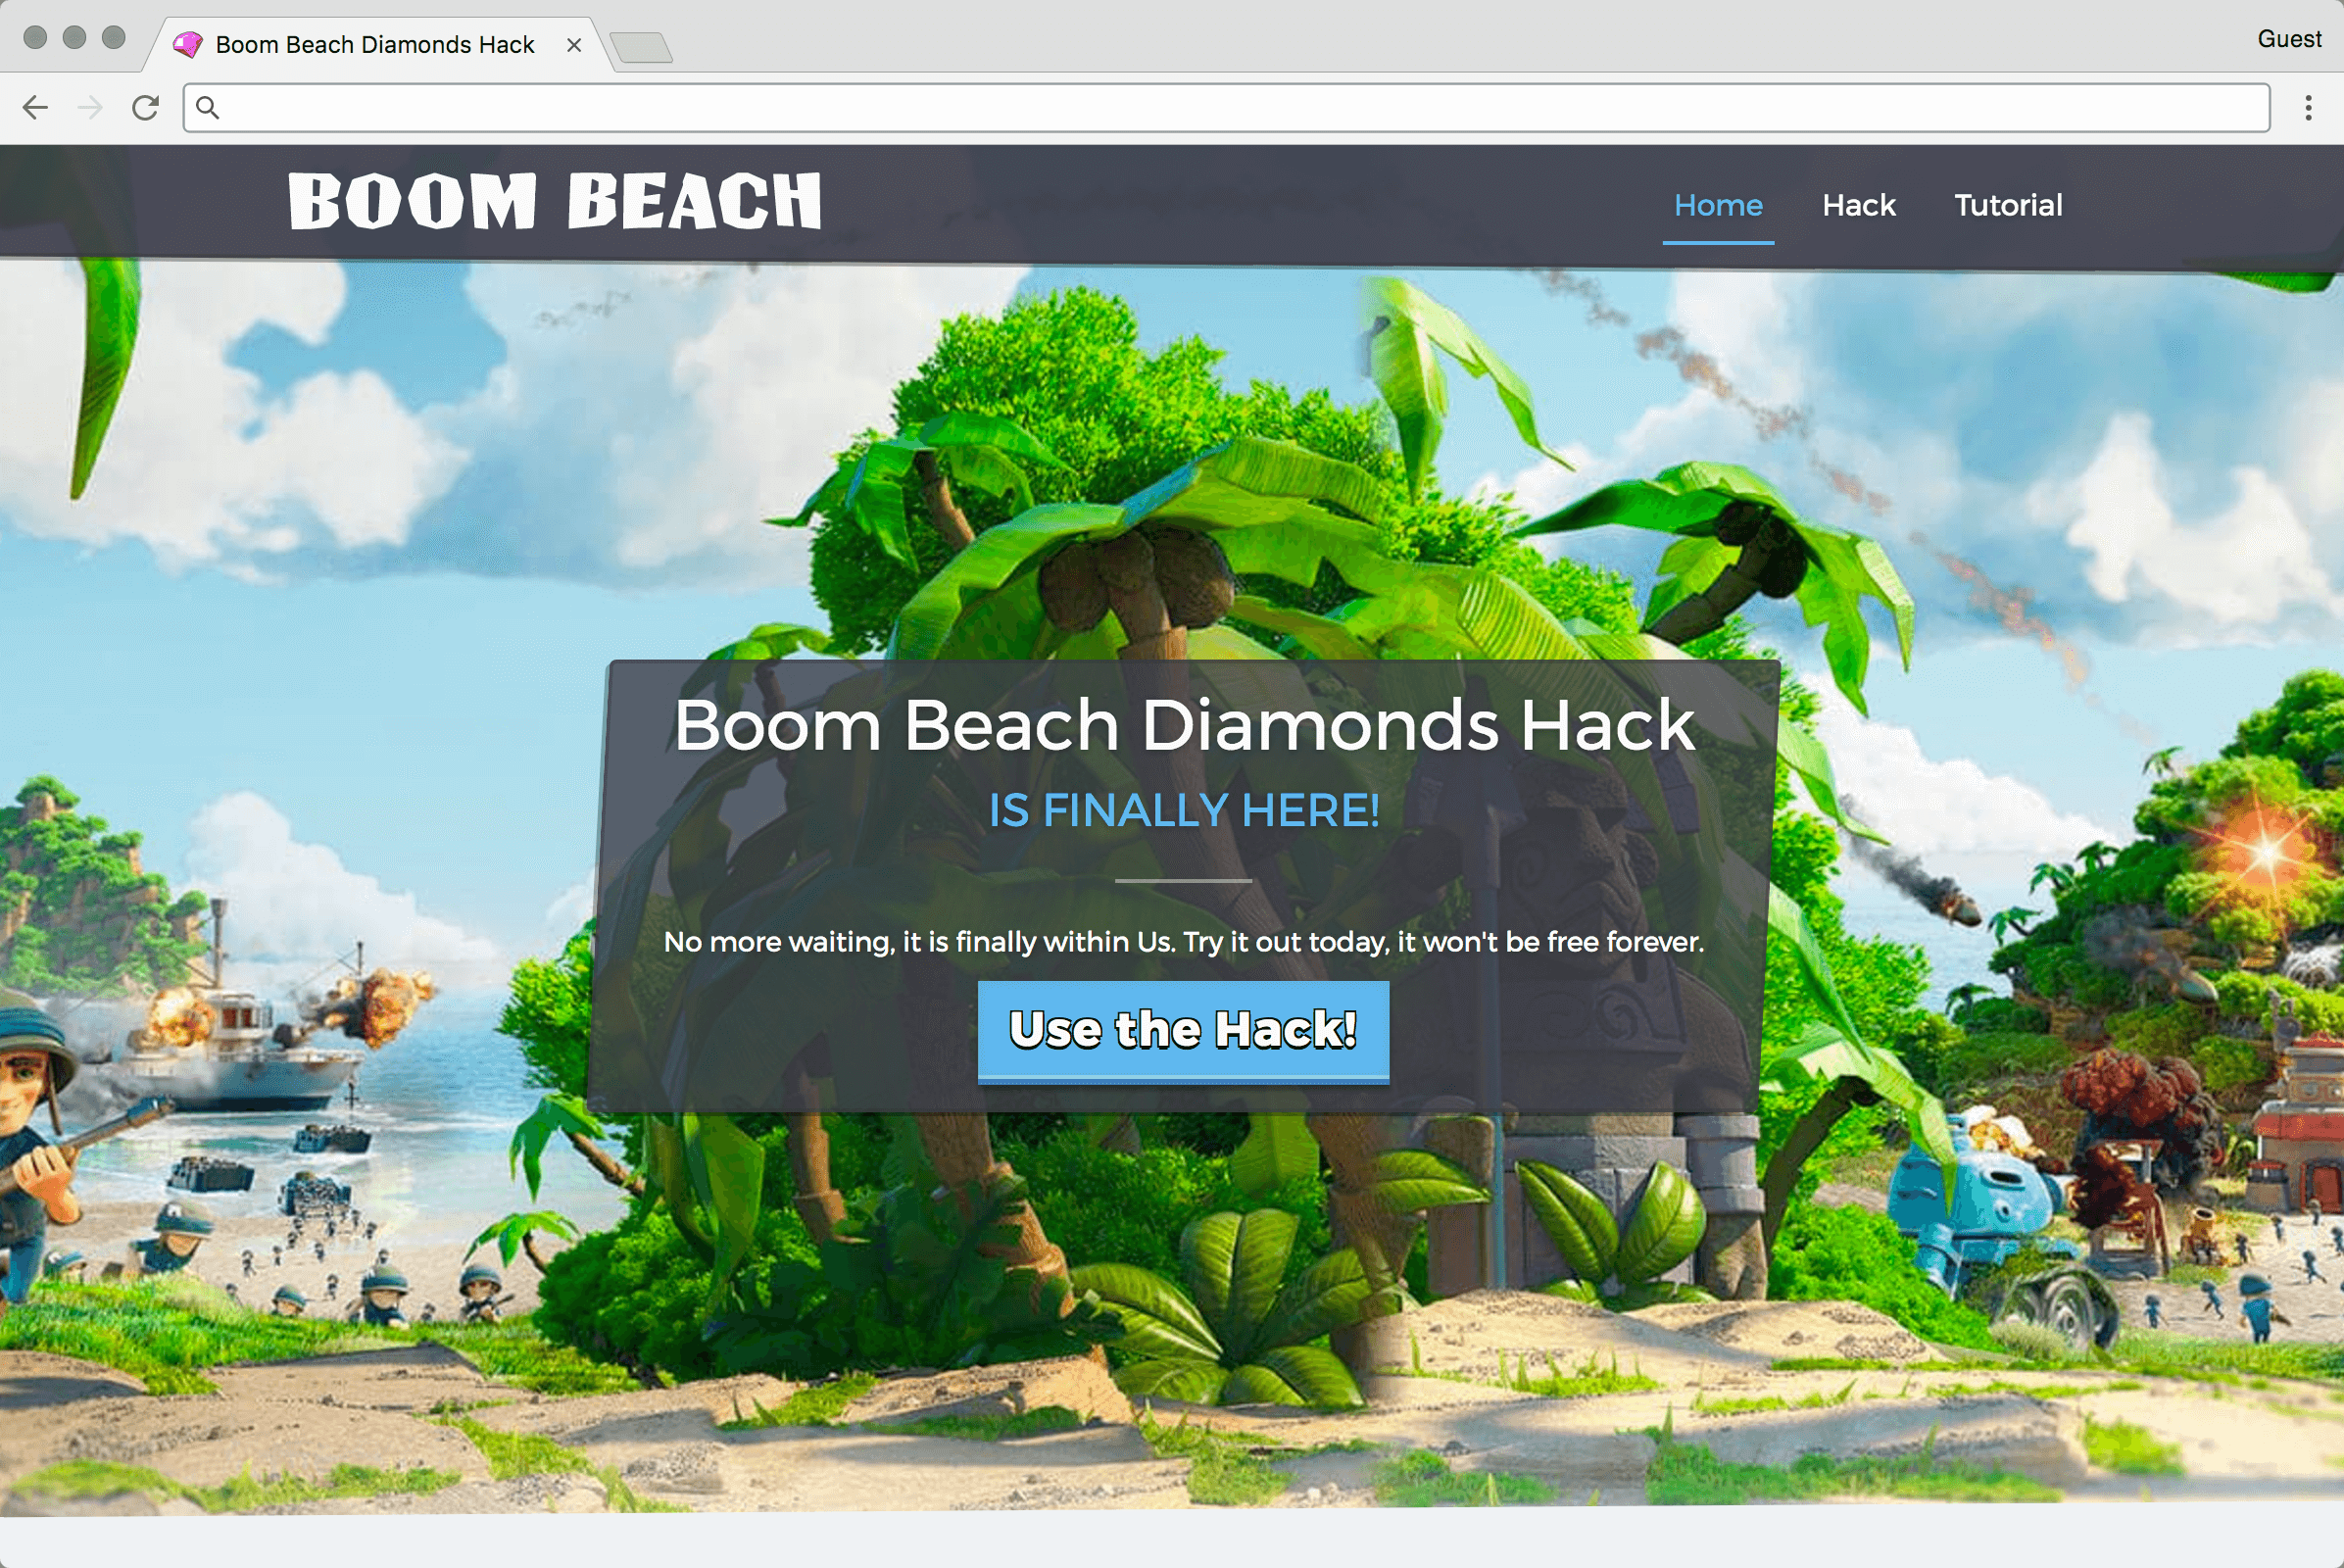 Boom Beach Diamonds Hack
Guest
BOOM BEACH
Home Hack Tutorial
Boom Beach Diamonds Hack
IS FINALLY HERE!
No more waiting, it is finally within Us. Try it out today, it won't be free forever.
Use the Hack!